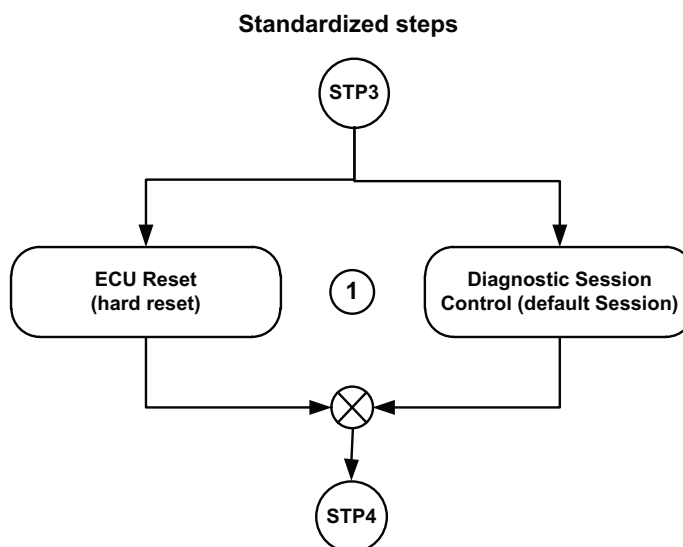 Standardized steps
STP3
ECU Reset
(hard reset)
1
Diagnostic Session
Control (default Session)
STP4